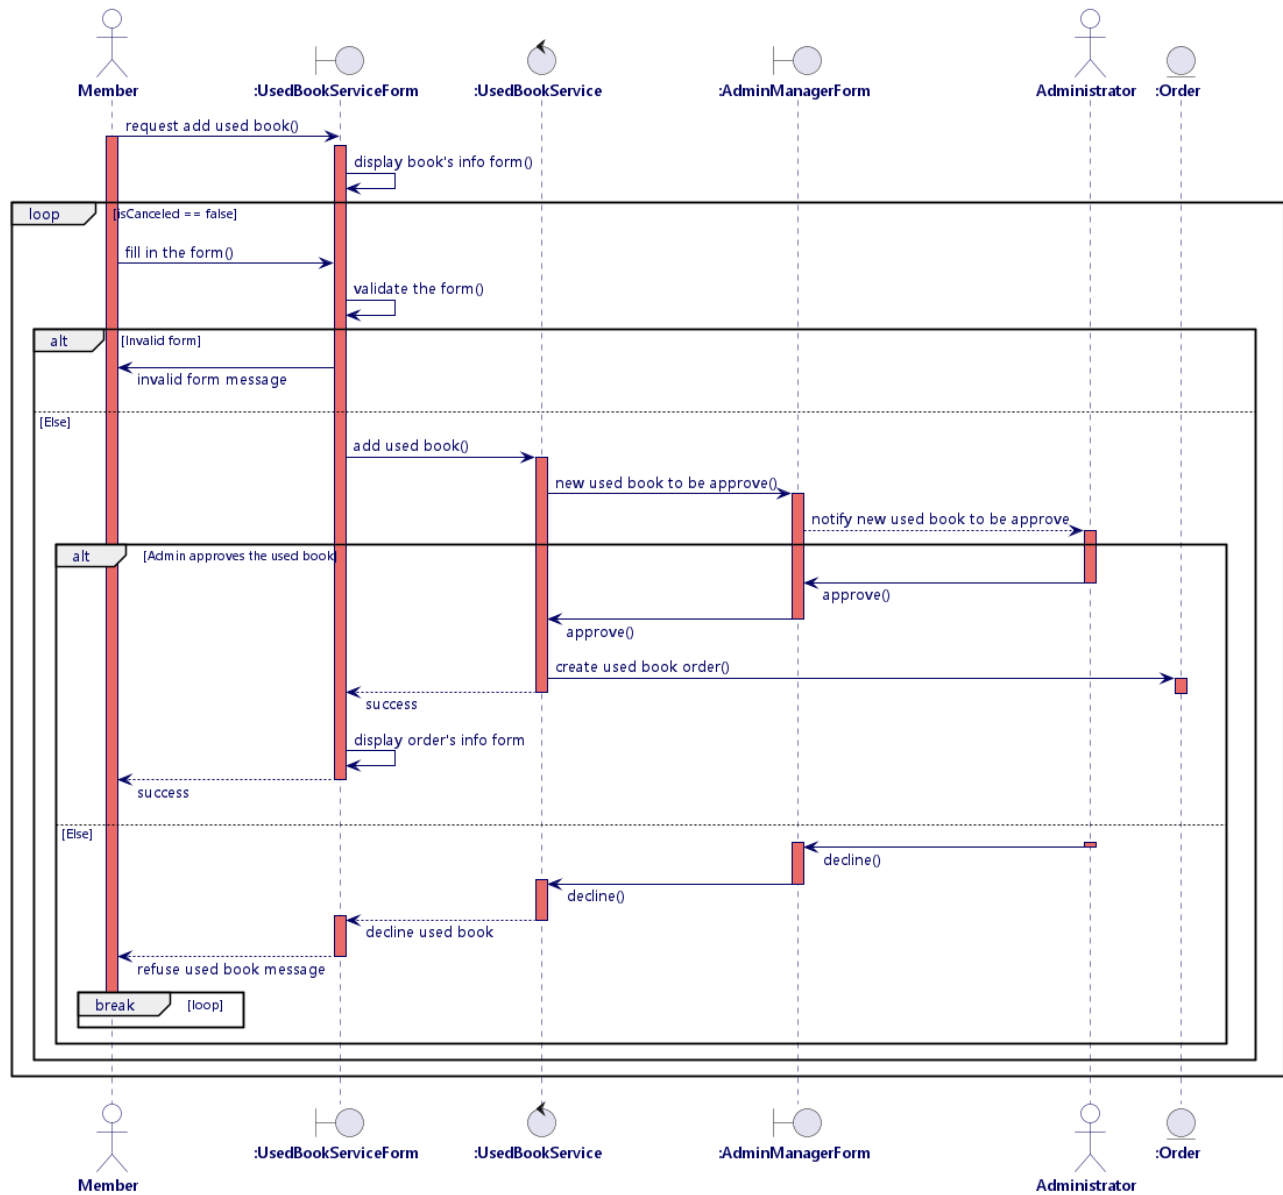 Member
:UsedBookServiceForm
:UsedBookService
:AdminManagerForm
Administrator
:Order
request add used book()
display book's info form()
loop
[isCanceled == false]
fill in the form()
validate the form()
alt
[Invalid form]
invalid form message
[Else]
add used book()
new used book to be approve()
notify new used book to be approve
alt
[Admin approves the used book]
approve()
approve()
create used book order()
success
display order's info form
success
[Else]
decline()
decline()
decline used book
refuse used book message
break
[loop]
Member
:UsedBookServiceForm
:UsedBookService
:AdminManagerForm
Administrator
:Order